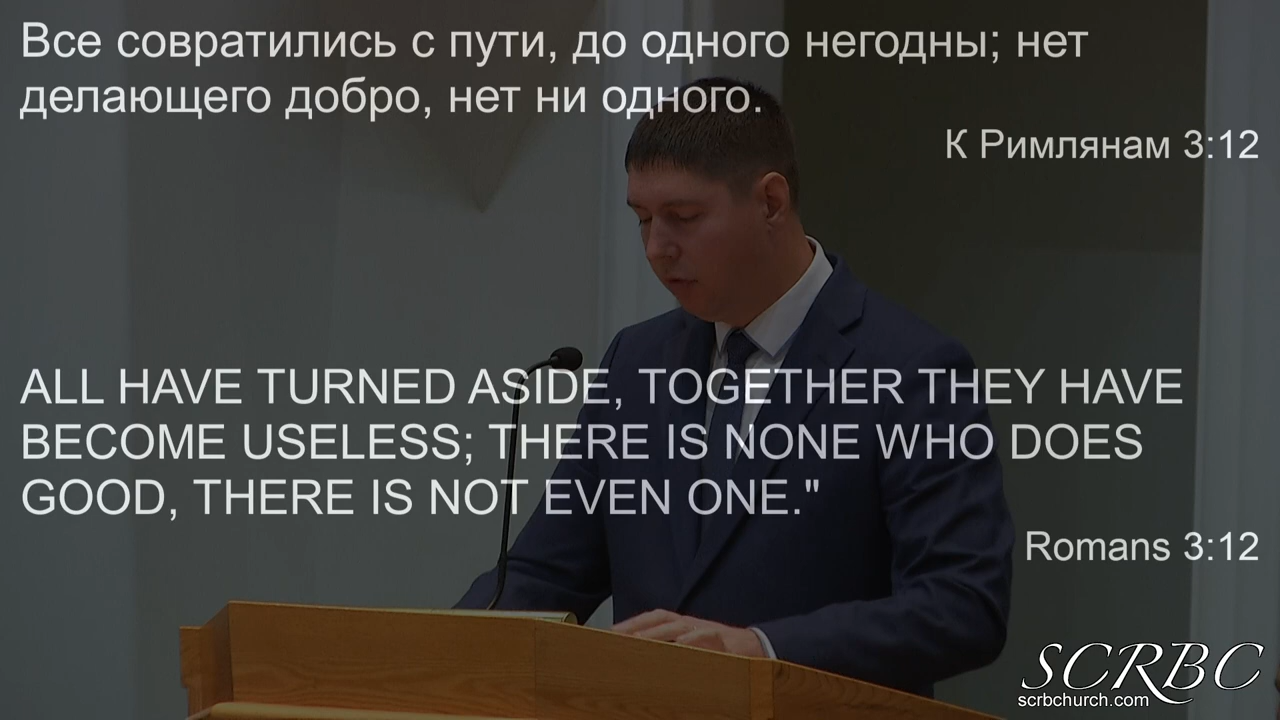 Все совратились с пути, до одного негодны; нет
делающего добро, нет ни одного.
К Римлянам 3:12
ALL HAVE TURNED ASIDE, TOGETHER THEY HAVE
BECOME USELESS; THERE IS NONE WHO DOES
GOOD, THERE IS NOT EVEN ONE."
Romans 3:12
SCRBC
scrbchurch.com